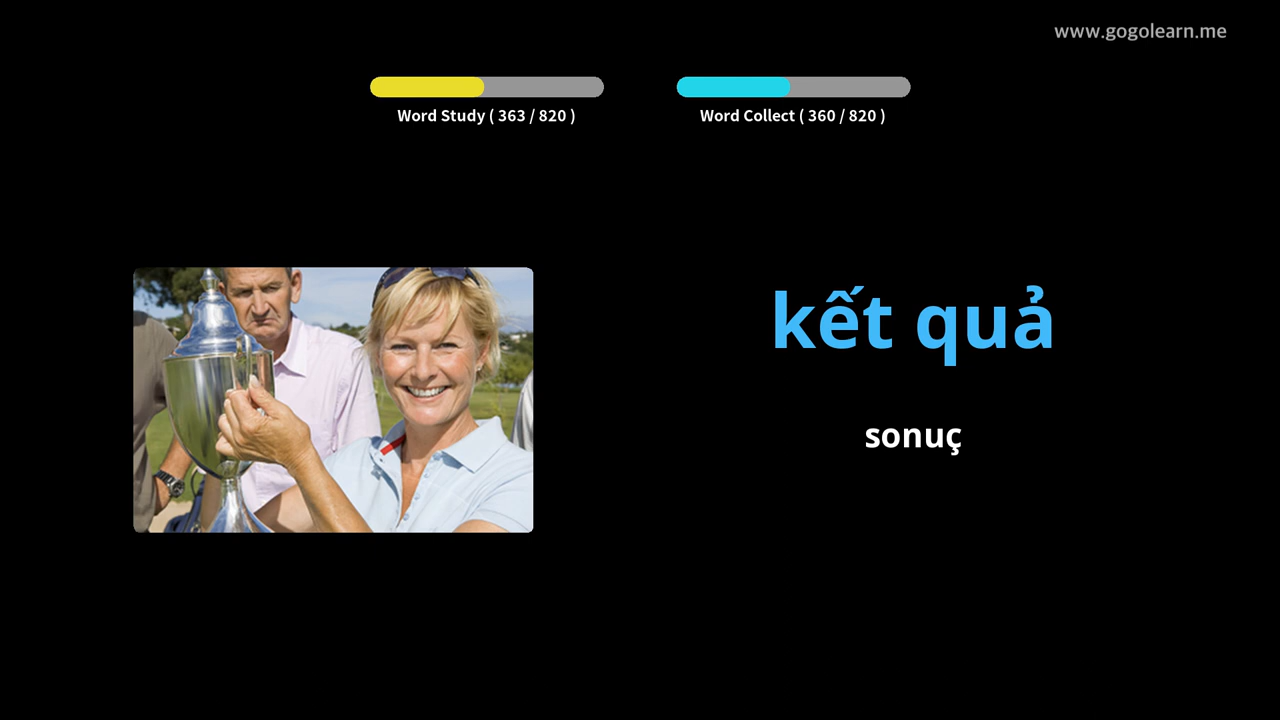 www.gogolearn.me
Word Study ( 363 / 820 )
Word Collect ( 360 / 820 )
kết quả
sonuç